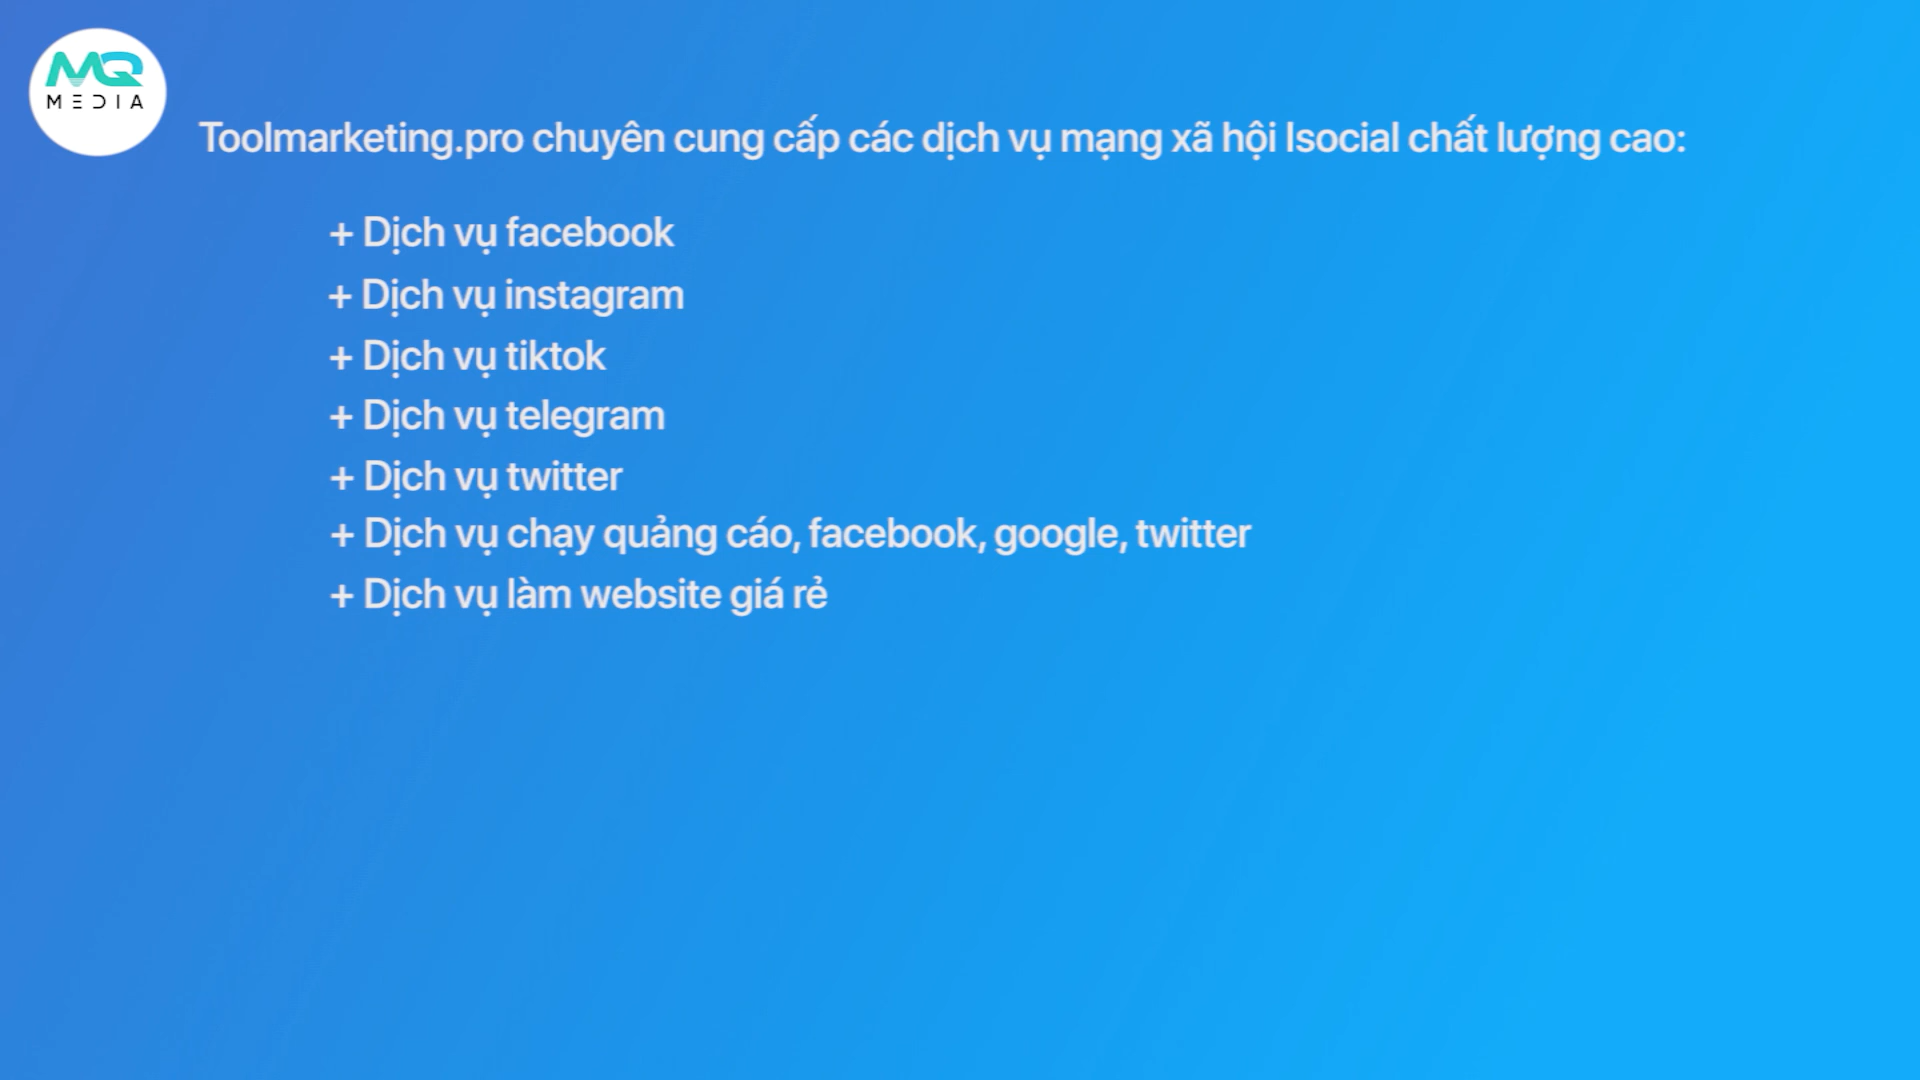 MQ
MEDIA
Toolmarketing.pro chuyên cung cấp các dịch vụ mạng xã hội Isocial chất lượng cao:
+ Dịch vụ facebook
+ Dịch vụ instagram
+ Dịch vụ tiktok
+ Dịch vụ telegram
+ Dịch vụ twitter
+ Dịch vụ chạy quảng cáo, facebook, google, twitter
+ Dịch vụ làm website giá rẻ